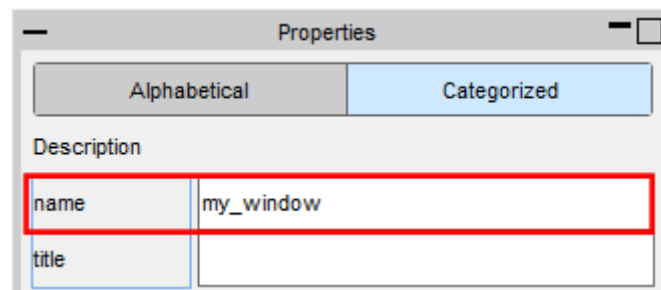 Properties
Alphabetical Categorized
Description
name my_window
title